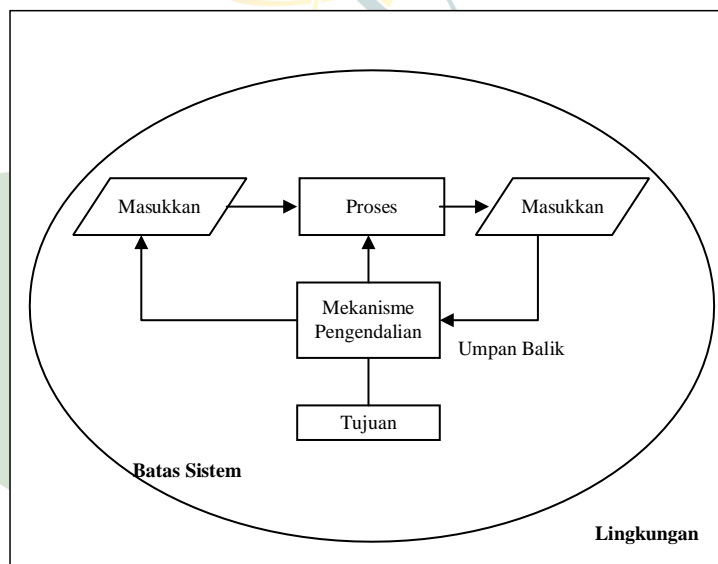 Masukkan
Proses
Masukkan
Mekanisme
Pengendalian
Umpan Balik
Tujuan
Batas Sistem
Lingkungan